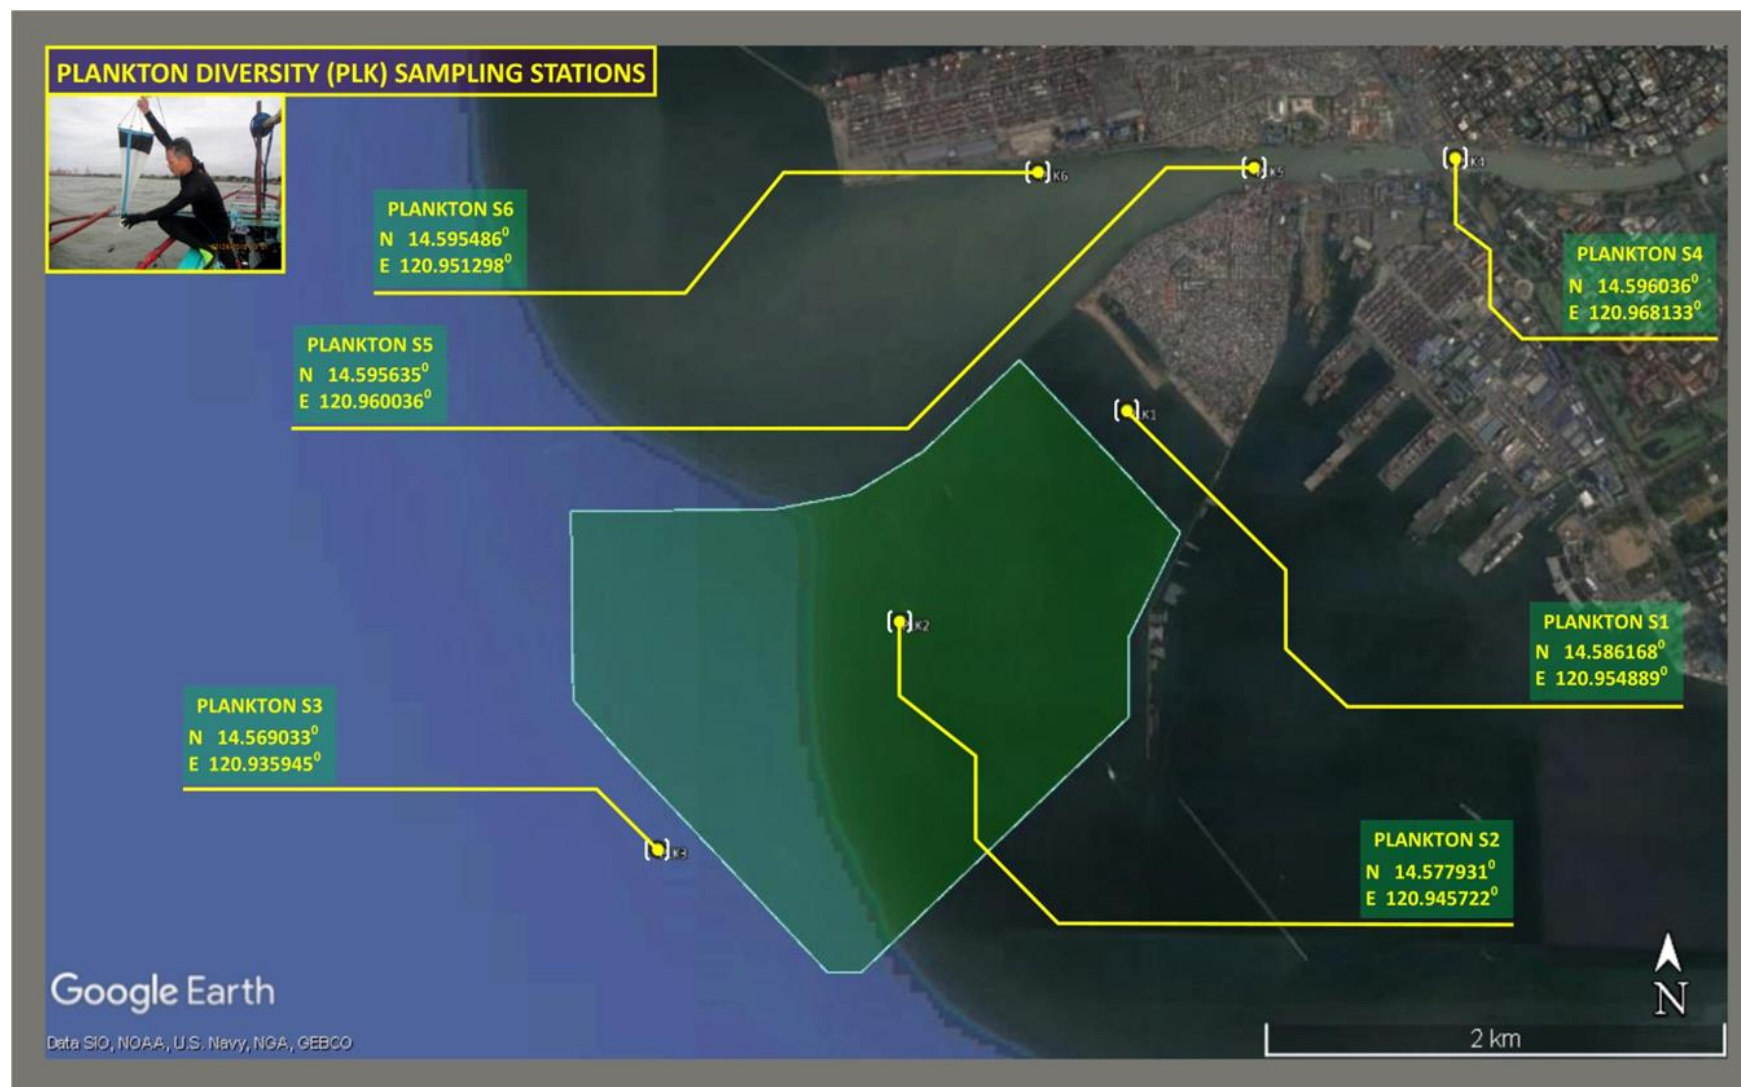 PLANKTON DIVERSITY (PLK) SAMPLING STATIONS
PLANKTON S6
N 14.595486⁰
E 120.951298⁰
K6
K5
K4
PLANKTON S4
N 14.596036⁰
E 120.968133⁰
PLANKTON S5
N 14.595635⁰
E 120.960036⁰
K1
K2
PLANKTON S1
N 14.586168⁰
E 120.954889⁰
PLANKTON S3
N 14.569033⁰
E 120.935945⁰
K3
PLANKTON S2
N 14.577931⁰
E 120.945722⁰
Google Earth
N
Data SIO, NOAA, U.S. Navy, NGA, GEBCO
2 km